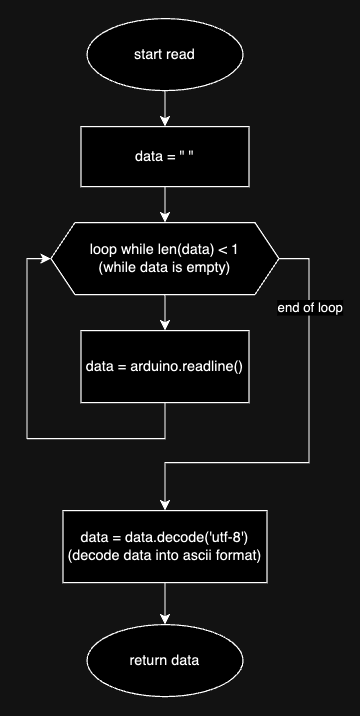 start read
data = " "
loop while len(data) < 1
(while data is empty)
end of loop
data = arduino.readline()
data = data.decode('utf-8')
(decode data into ascii format)
return data